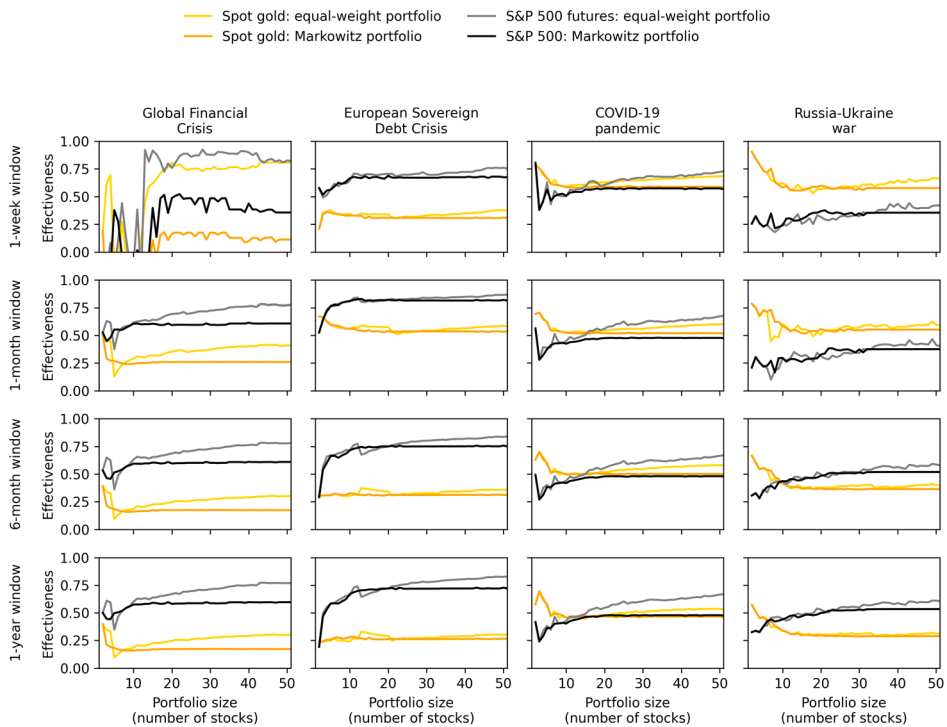 Spot gold: equal-weight portfolio
Spot gold: Markowitz portfolio
S&P 500 futures: equal-weight portfolio
S&P 500: Markowitz portfolio
Global Financial
Crisis
European Sovereign
Debt Crisis
COVID-19
pandemic
Russia-Ukraine
war
1-week window
Effectiveness
1.00
0.75
0.50
0.25
0.00
1-month window
Effectiveness
1.00
0.75
0.50
0.25
0.00
6-month window
Effectiveness
1.00
0.75
0.50
0.25
0.00
1-year window
Effectiveness
1.00
0.75
0.50
0.25
0.00
10 20 30 40 50
10 20 30 40 50
10 20 30 40 50
10 20 30 40 50
Portfolio size
(number of stocks)
Portfolio size
(number of stocks)
Portfolio size
(number of stocks)
Portfolio size
(number of stocks)